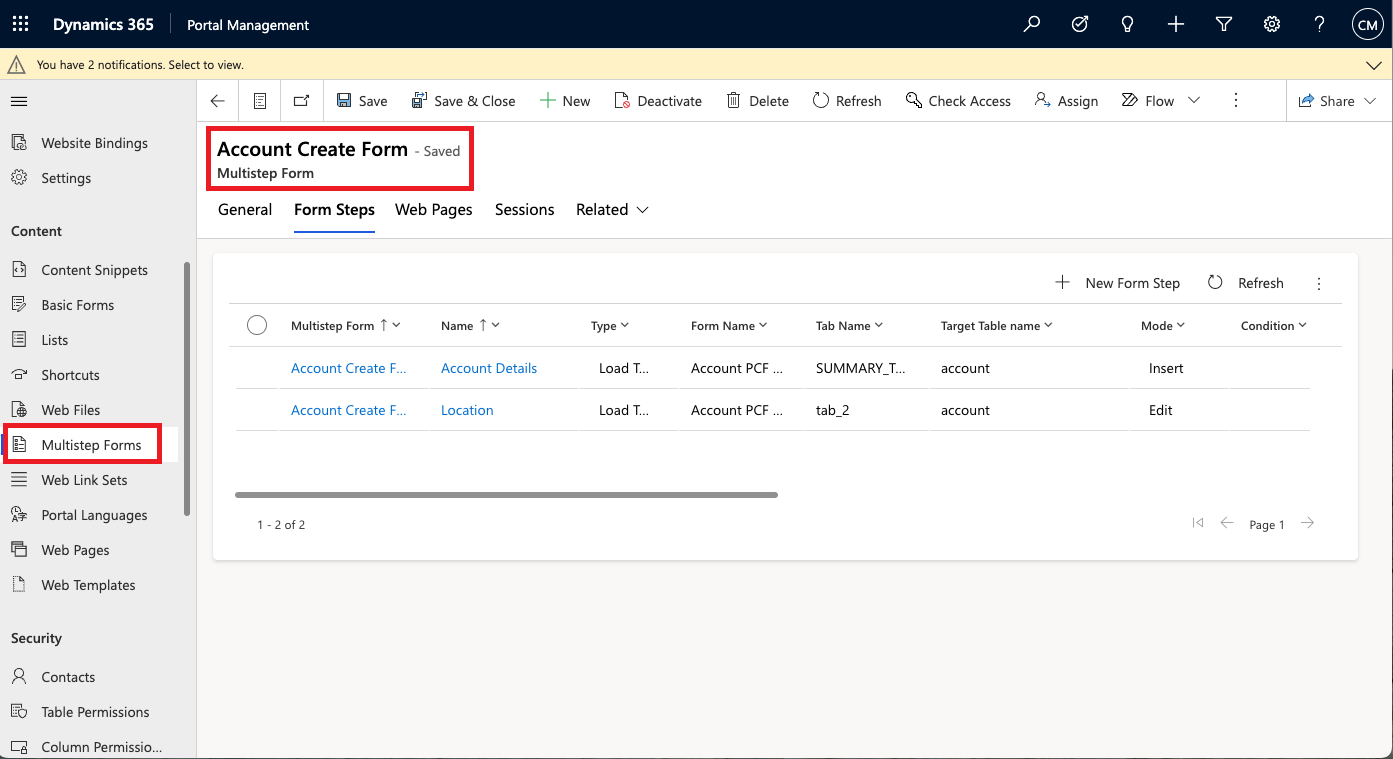 Dynamics 365 Portal Management CM
You have 2 notifications. Select to view.
Save Save & Close New Deactivate Delete Refresh Check Access Assign Flow Share
Website Bindings
Settings
Content
Content Snippets
Basic Forms
Lists
Shortcuts
Web Files
Multistep Forms
Web Link Sets
Portal Languages
Web Pages
Web Templates
Security
Contacts
Table Permissions
Column Permissio...
Account Create Form - Saved
Multistep Form
General Form Steps Web Pages Sessions Related
New Form Step Refresh
Multistep Form Name Type Form Name Tab Name Target Table name Mode Condition
Account Create F... Account Details Load T... Account PCF ... SUMMARY_T... account Insert
Account Create F... Location Load T... Account PCF ... tab_2 account Edit
1 - 2 of 2 Page 1